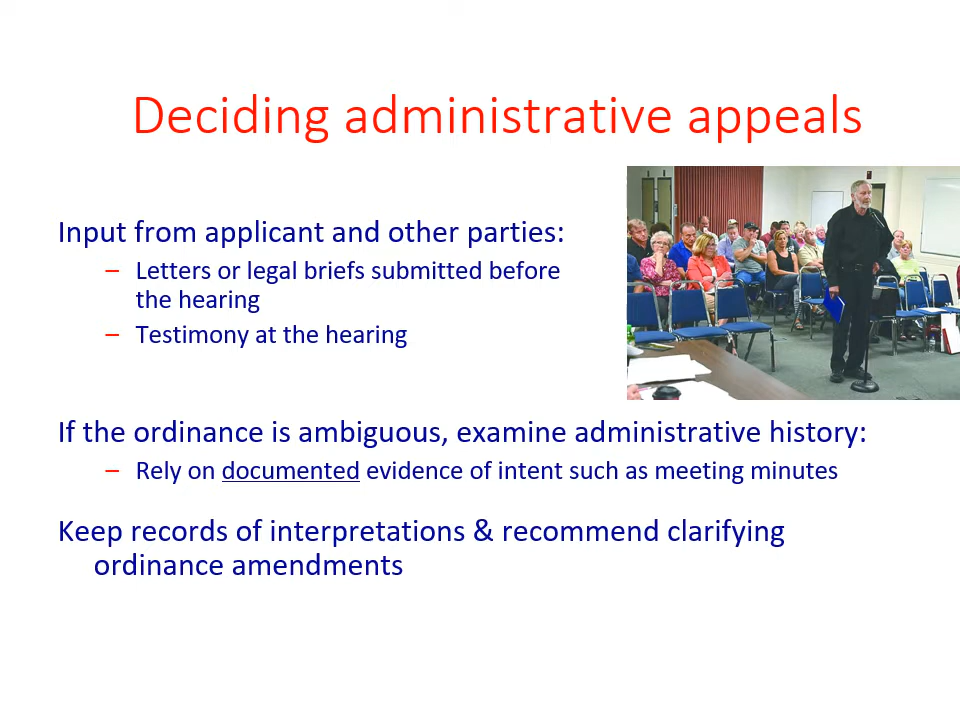 Deciding administrative appeals
Input from applicant and other parties:
– Letters or legal briefs submitted before
the hearing
– Testimony at the hearing
If the ordinance is ambiguous, examine administrative history:
– Rely on documented evidence of intent such as meeting minutes
Keep records of interpretations & recommend clarifying
ordinance amendments